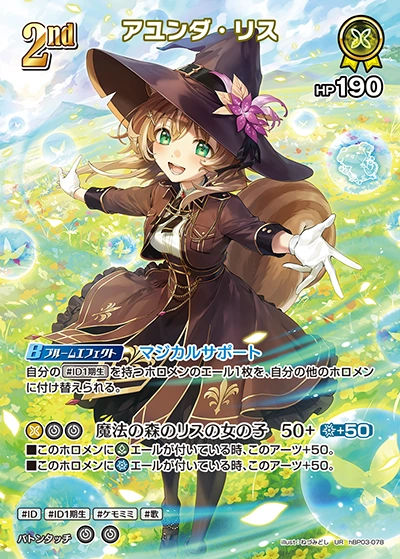 2nd
アユンダ・リス
HP190
Bブルームエフェクト マジカルサポート
自分の#ID1期生を持つホロメンのエール1枚を、自分の他のホロメン
に付け替えられる。
魔法の森のリスの女の子 50+ +50
■このホロメンにエールが付いている時、このアーツ+50。
■このホロメンにエールが付いている時、このアーツ+50。
#ID #ID1期生 #ケモミミ #歌
バトンタッチ
illust: ねづみどし UR hBP03-078